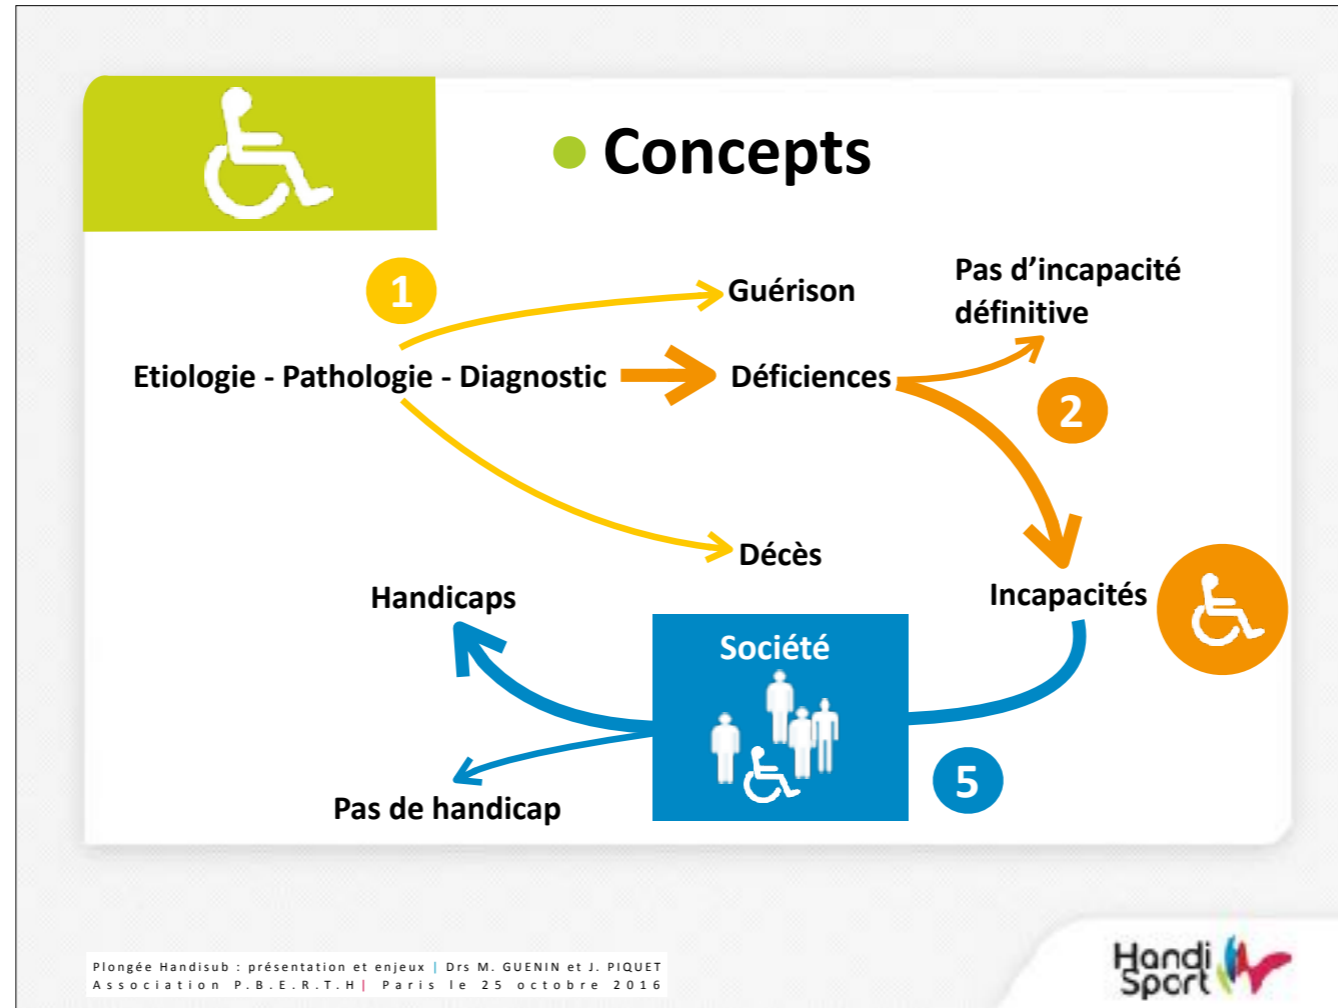 • Concepts
1
Guérison
Pas d’incapacité
définitive
Etiologie - Pathologie - Diagnostic
Déficiences
2
Décès
Handicaps
Incapacités
Société
5
Pas de handicap
Plongée Handisub : présentation et enjeux | Drs M. GUENIN et J. PIQUET
Association P.B.E.R.T.H| Paris le 25 octobre 2016
Handi
Sport